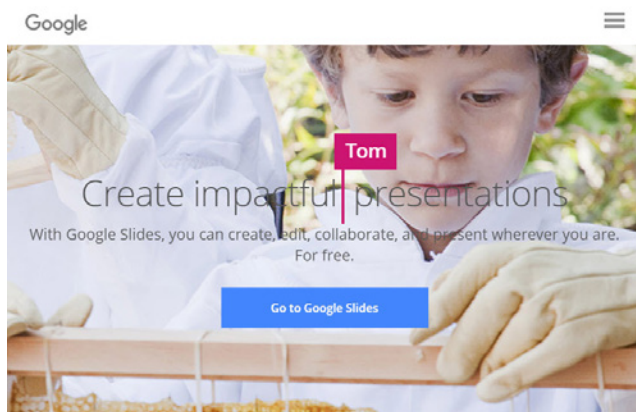 Google
Tom
Create impactful presentations
With Google Slides, you can create, edit, collaborate, and present wherever you are.
For free.
Go to Google Slides